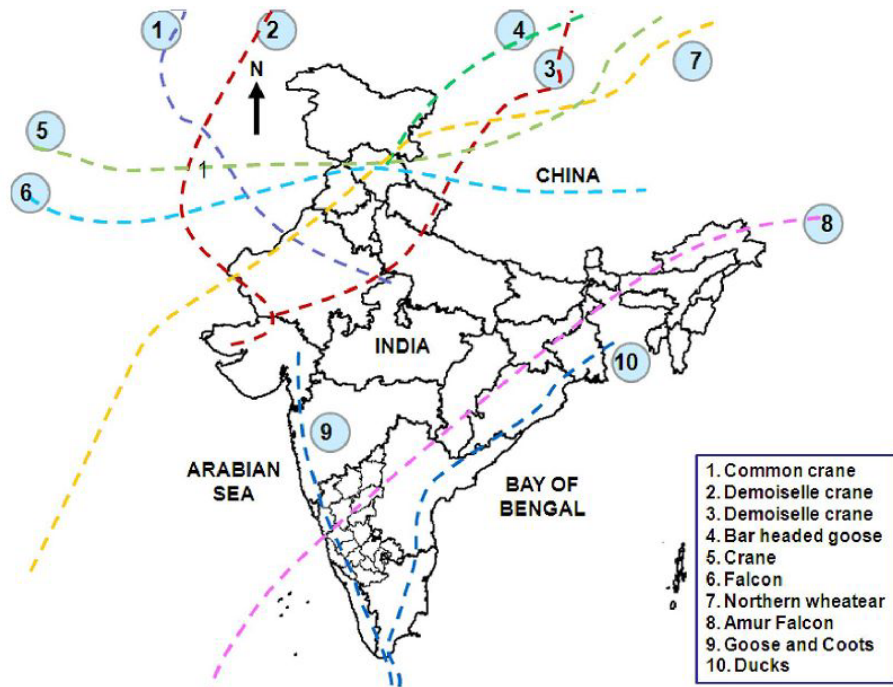 1
2
4
3
7
N
5
1
6
CHINA
8
INDIA
10
9
ARABIAN
SEA
BAY OF
BENGAL
1. Common crane
2. Demoiselle crane
3. Demoiselle crane
4. Bar headed goose
5. Crane
6. Falcon
7. Northern wheatear
8. Amur Falcon
9. Goose and Coots
10. Ducks